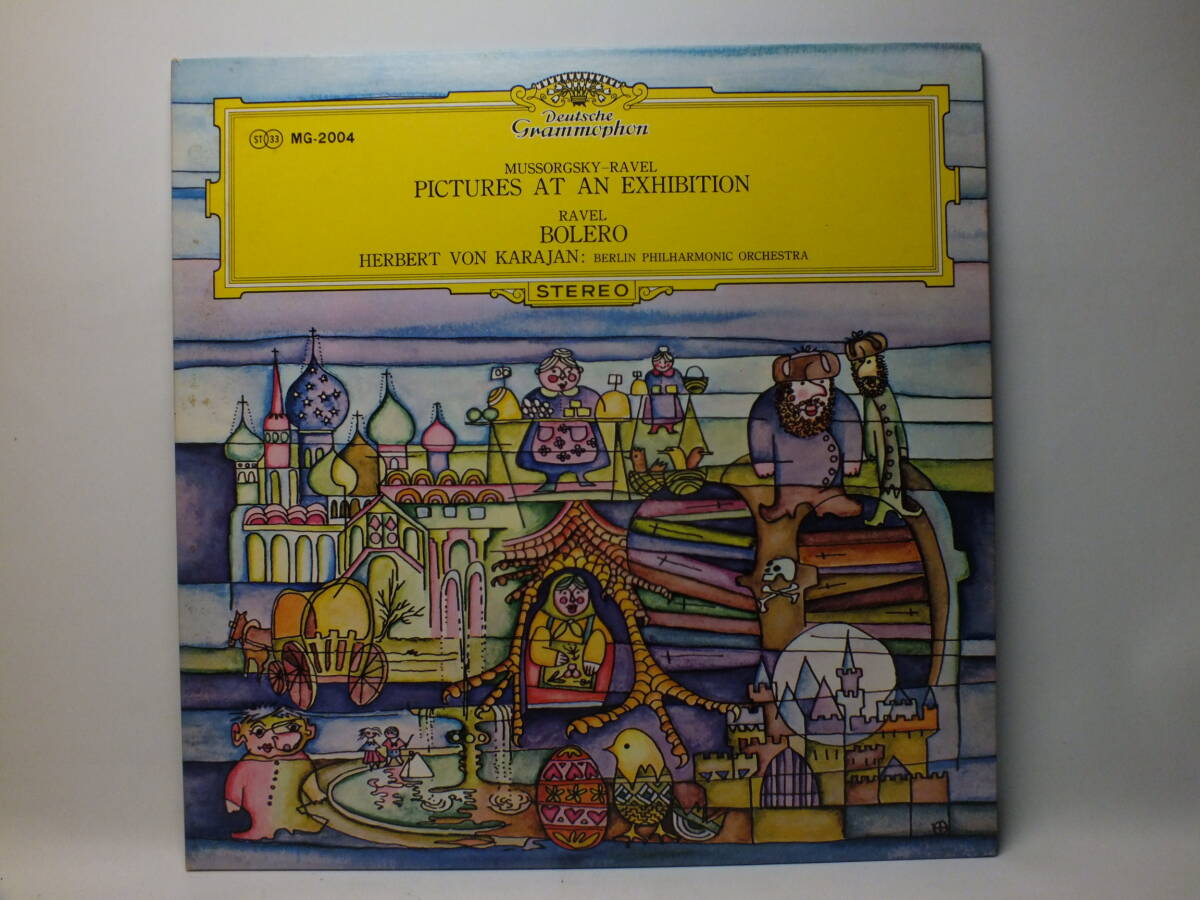 Deutsche
Grammophon
ST 33 MG-2004
MUSSORGSKY-RAVEL
PICTURES AT AN EXHIBITION
RAVEL
BOLERO
HERBERT VON KARAJAN: BERLIN PHILHARMONIC ORCHESTRA
STEREO